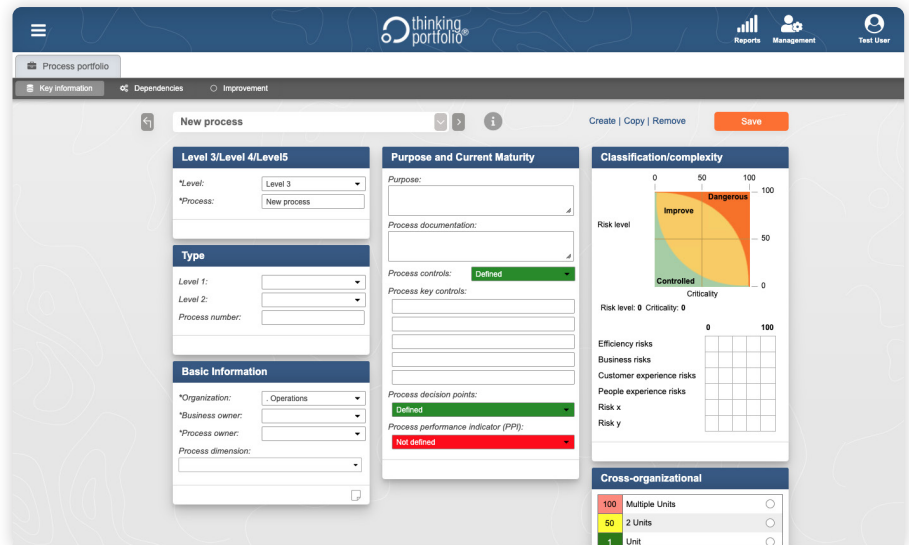 thinking
portfolio®
Reports
Management
Test User
Process portfolio
Key information
Dependencies
Improvement
New process
i
Create | Copy | Remove
Save
Level 3/Level 4/Level5
*Level:
Level 3
*Process:
New process
Type
Level 1:
Level 2:
Process number:
Basic Information
*Organization:
. Operations
*Business owner:
*Process owner:
Process dimension:
Purpose and Current Maturity
Purpose:
Process documentation:
Process controls:
Defined
Process key controls:
Process decision points:
Defined
Process performance indicator (PPI):
Not defined
Classification/complexity
0 50 100
100
Dangerous
Improve
Risk level
50
Controlled
0
Criticality
Risk level: 0 Criticality: 0
0 100
Efficiency risks
Business risks
Customer experience risks
People experience risks
Risk x
Risk y
Cross-organizational
100 Multiple Units
50 2 Units
1 Unit